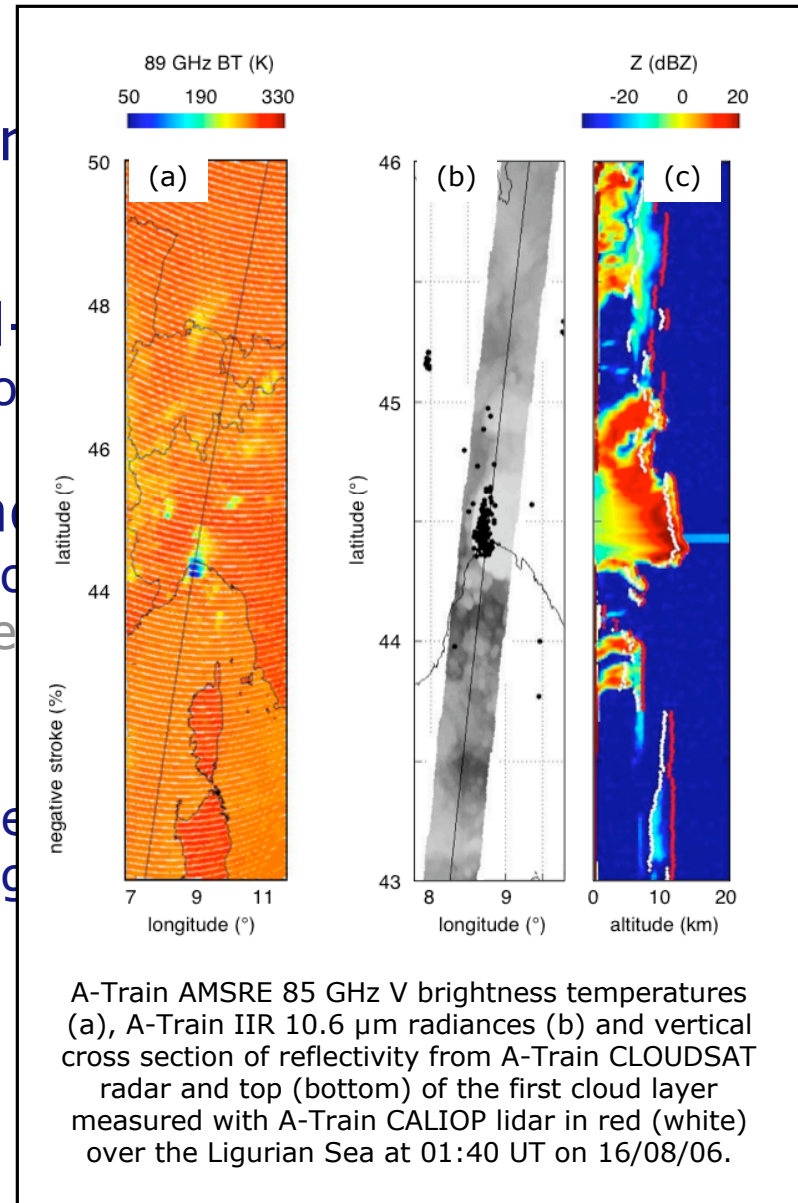 89 GHz BT (K)
50 190 330
Z (dBZ)
-20 0 20
(a)
(b)
(c)
50
48
46
44
latitude (°)
negative stroke (%)
7 9 11
longitude (°)
46
45
44
43
latitude (°)
8 9
longitude (°)
0 10 20
altitude (km)
A-Train AMSRE 85 GHz V brightness temperatures
(a), A-Train IIR 10.6 µm radiances (b) and vertical
cross section of reflectivity from A-Train CLOUDSAT
radar and top (bottom) of the first cloud layer
measured with A-Train CALIOP lidar in red (white)
over the Ligurian Sea at 01:40 UT on 16/08/06.